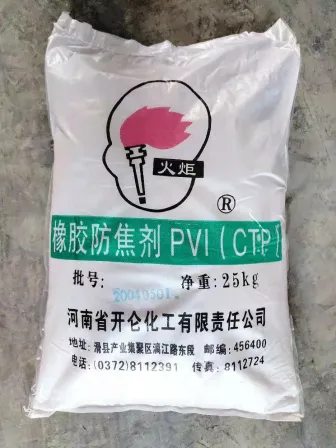 火炬
®
橡胶防焦剂 PVI (CTP)
批号: 净重:25kg
河南省开仑化工有限责任公司
地址: 滑县产业集聚区漓江路东段 邮编: 456400
电话: (0372)8112391 传真: 8112724